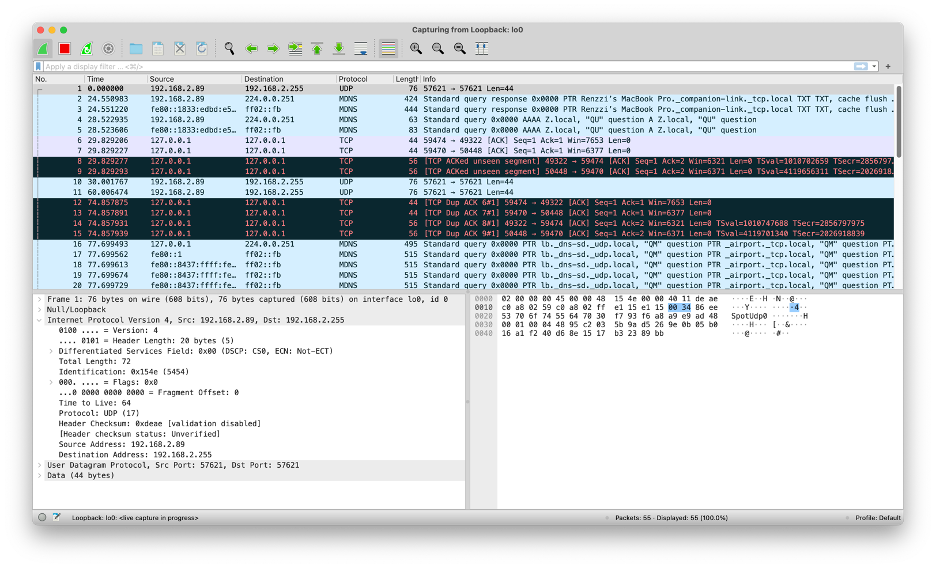 Capturing from Loopback: lo0
Apply a display filter ... <⌘/>
No. Time Source Destination Protocol Length Info
1 0.000000 192.168.2.89 192.168.2.255 UDP 76 57621 → 57621 Len=44
2 24.550983 192.168.2.89 224.0.0.251 MDNS 424 Standard query response 0x0000 PTR Renzzi's MacBook Pro._companion-link._tcp.local TXT TXT, cache flush
3 24.551220 fe80::1833:edbd:e5… ff02::fb MDNS 444 Standard query response 0x0000 PTR Renzzi's MacBook Pro._companion-link._tcp.local TXT TXT, cache flush
4 28.522935 192.168.2.89 224.0.0.251 MDNS 63 Standard query 0x0000 AAAA Z.local, "QU" question A Z.local, "QU" question
5 28.523606 fe80::1833:edbd:e5… ff02::fb MDNS 83 Standard query 0x0000 AAAA Z.local, "QU" question A Z.local, "QU" question
6 29.829206 127.0.0.1 127.0.0.1 TCP 44 59474 → 49322 [ACK] Seq=1 Ack=1 Win=7653 Len=0
7 29.829227 127.0.0.1 127.0.0.1 TCP 44 59470 → 50448 [ACK] Seq=1 Ack=1 Win=6377 Len=0
8 29.829277 127.0.0.1 127.0.0.1 TCP 56 [TCP ACKed unseen segment] 49322 → 59474 [ACK] Seq=1 Ack=2 Win=6321 Len=0 TSval=1010702659 TSecr=2856797…
9 29.829293 127.0.0.1 127.0.0.1 TCP 56 [TCP ACKed unseen segment] 50448 → 59470 [ACK] Seq=1 Ack=2 Win=6371 Len=0 TSval=4119656311 TSecr=2026918…
10 30.001767 192.168.2.89 192.168.2.255 UDP 76 57621 → 57621 Len=44
11 60.006474 192.168.2.89 192.168.2.255 UDP 76 57621 → 57621 Len=44
12 74.857875 127.0.0.1 127.0.0.1 TCP 44 [TCP Dup ACK 6#1] 59474 → 49322 [ACK] Seq=1 Ack=1 Win=7653 Len=0
13 74.857891 127.0.0.1 127.0.0.1 TCP 44 [TCP Dup ACK 7#1] 59470 → 50448 [ACK] Seq=1 Ack=1 Win=6377 Len=0
14 74.857931 127.0.0.1 127.0.0.1 TCP 56 [TCP Dup ACK 8#1] 49322 → 59474 [ACK] Seq=1 Ack=2 Win=6321 Len=0 TSval=1010747688 TSecr=2856797975
15 74.857939 127.0.0.1 127.0.0.1 TCP 56 [TCP Dup ACK 9#1] 50448 → 59470 [ACK] Seq=1 Ack=2 Win=6371 Len=0 TSval=4119701340 TSecr=2026918839
16 77.699493 127.0.0.1 224.0.0.251 MDNS 495 Standard query 0x0000 PTR lb._dns-sd._udp.local, "QM" question PTR _airport._tcp.local, "QM" question PT…
17 77.699562 fe80::1 ff02::fb MDNS 515 Standard query 0x0000 PTR lb._dns-sd._udp.local, "QM" question PTR _airport._tcp.local, "QM" question PT…
18 77.699613 fe80::8437:ffff:fe… ff02::fb MDNS 515 Standard query 0x0000 PTR lb._dns-sd._udp.local, "QM" question PTR _airport._tcp.local, "QM" question PT…
19 77.699674 fe80::8437:ffff:fe… ff02::fb MDNS 515 Standard query 0x0000 PTR lb._dns-sd._udp.local, "QM" question PTR _airport._tcp.local, "QM" question PT…
20 77.699729 fe80::8437:ffff:fe… ff02::fb MDNS 515 Standard query 0x0000 PTR lb._dns-sd._udp.local, "QM" question PTR _airport._tcp.local, "QM" question PT…
Frame 1: 76 bytes on wire (608 bits), 76 bytes captured (608 bits) on interface lo0, id 0
Null/Loopback
Internet Protocol Version 4, Src: 192.168.2.89, Dst: 192.168.2.255
0100 .... = Version: 4
.... 0101 = Header Length: 20 bytes (5)
Differentiated Services Field: 0x00 (DSCP: CS0, ECN: Not-ECT)
Total Length: 72
Identification: 0x154e (5454)
000. .... = Flags: 0x0
...0 0000 0000 0000 = Fragment Offset: 0
Time to Live: 64
Protocol: UDP (17)
Header Checksum: 0xdeae [validation disabled]
[Header checksum status: Unverified]
Source Address: 192.168.2.89
Destination Address: 192.168.2.255
User Datagram Protocol, Src Port: 57621, Dst Port: 57621
Data (44 bytes)
0000 02 00 00 00 45 00 00 48 15 4e 00 00 40 11 de ae ····E··H ·N··@···
0010 c0 a8 02 59 c0 a8 02 ff e1 15 e1 15 00 34 86 ee ···Y···· ·····4··
0020 53 70 6f 74 55 64 70 30 f7 93 f6 a8 a9 e9 ad 48 SpotUdp0 ·······H
0030 00 01 00 04 48 95 c2 03 5b 9a d5 26 9e 0b 05 b0 ····H··· [··&····
0040 16 a1 f2 40 d6 8e 15 17 b3 23 89 bb ···@···· ·#··
Loopback: lo0: <live capture in progress>
Packets: 55 · Displayed: 55 (100.0%)
Profile: Default